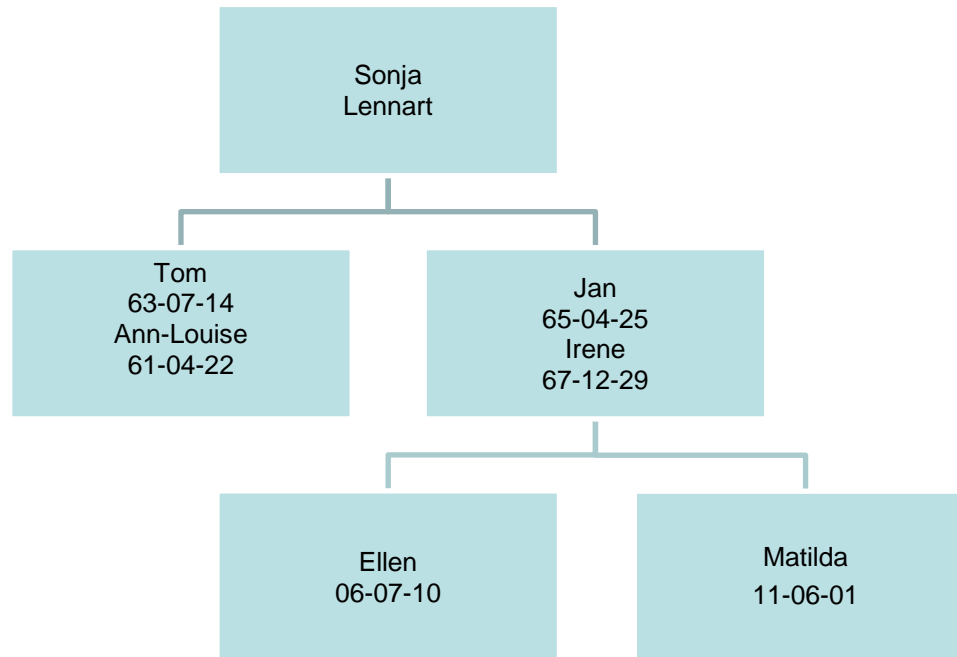 Sonja
Lennart
Tom
63-07-14
Ann-Louise
61-04-22
Jan
65-04-25
Irene
67-12-29
Ellen
06-07-10
Matilda
11-06-01